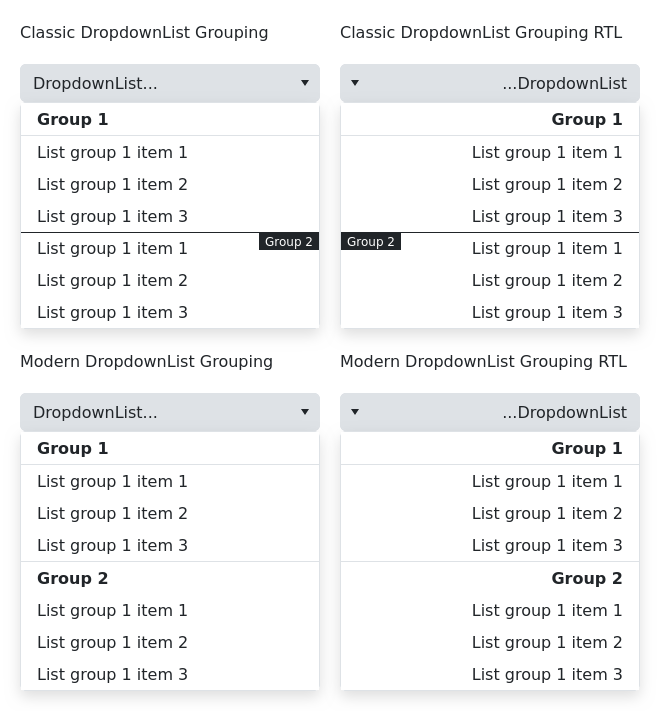 Classic DropdownList Grouping
DropdownList...
Group 1
List group 1 item 1
List group 1 item 2
List group 1 item 3
Group 2
List group 1 item 1
List group 1 item 2
List group 1 item 3
Classic DropdownList Grouping RTL
...DropdownList
Group 1
List group 1 item 1
List group 1 item 2
List group 1 item 3
Group 2
List group 1 item 1
List group 1 item 2
List group 1 item 3
Modern DropdownList Grouping
DropdownList...
Group 1
List group 1 item 1
List group 1 item 2
List group 1 item 3
Group 2
List group 1 item 1
List group 1 item 2
List group 1 item 3
Modern DropdownList Grouping RTL
...DropdownList
Group 1
List group 1 item 1
List group 1 item 2
List group 1 item 3
Group 2
List group 1 item 1
List group 1 item 2
List group 1 item 3